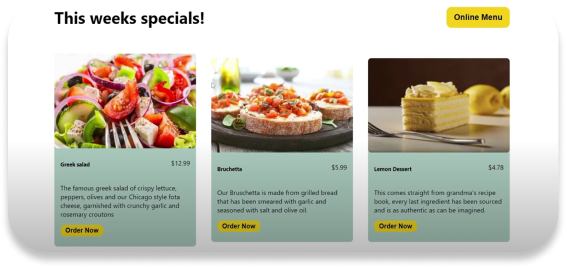 This weeks specials!
Online Menu
Greek salad
$12.99
The famous greek salad of crispy lettuce,
peppers, olives and our Chicago style fota
cheese, garnished with crunchy garlic and
rosemary croutons
Order Now
Bruchetta
$5.99
Our Bruschetta is made from grilled bread
that has been smeared with garlic and
seasoned with salt and olive oil.
Order Now
Lemon Dessert
$4.78
This comes straight from grandma's recipe
book, every last ingredient has been sourced
and is as authentic as can be imagined.
Order Now